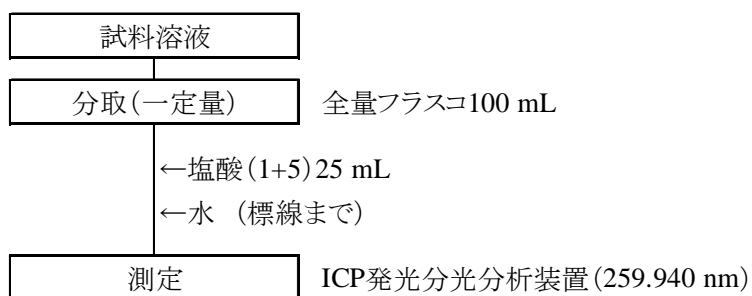 試料溶液
分取(一定量) 全量フラスコ100 mL
←塩酸(1+5)25 mL
←水 (標線まで)
測定 ICP発光分光分析装置(259.940 nm)